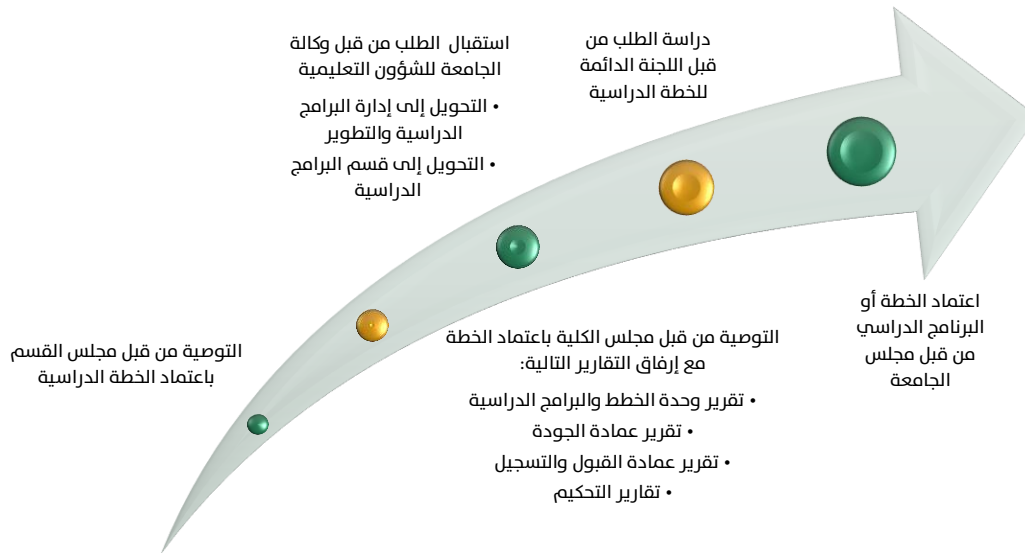 التوصية من قبل مجلس القسم
باعتماد الخطة الدراسية
استقبال الطلب من قبل وكالة
الجامعة للشؤون التعليمية
• التحويل إلى إدارة البرامج
الدراسية والتطوير
• التحويل إلى قسم البرامج
الدراسية
التوصية من قبل مجلس الكلية باعتماد الخطة
مع إرفاق التقارير التالية:
• تقرير وحدة الخطط والبرامج الدراسية
• تقرير عمادة الجودة
• تقرير عمادة القبول والتسجيل
• تقارير التحكيم
دراسة الطلب من
قبل اللجنة الدائمة
للخطة الدراسية
اعتماد الخطة أو
البرنامج الدراسي
من قبل مجلس
الجامعة